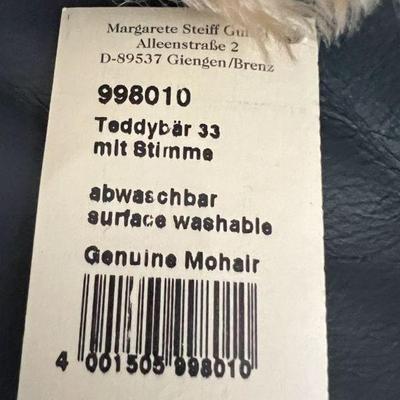 Margarete Steiff
Alleenstraße 2
D-89537 Giengen/Brenz
998010
Teddybär 33
mit Stimme
abwaschbar
surface washable
Genuine Mohair
4 001505 998010